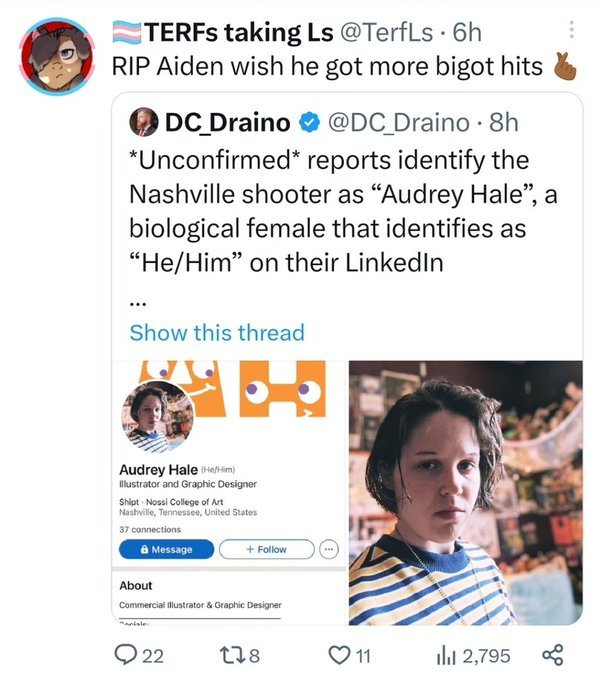 TERFs taking Ls @TerfLs · 6h
RIP Aiden wish he got more bigot hits
DC_Draino @DC_Draino · 8h
*Unconfirmed* reports identify the
Nashville shooter as “Audrey Hale”, a
biological female that identifies as
“He/Him” on their LinkedIn
...
Show this thread
Audrey Hale (He/Him)
Illustrator and Graphic Designer
Shipt · Nossi College of Art
Nashville, Tennessee, United States
37 connections
Message + Follow ...
About
Commercial Illustrator & Graphic Designer
22 8 11 2,795